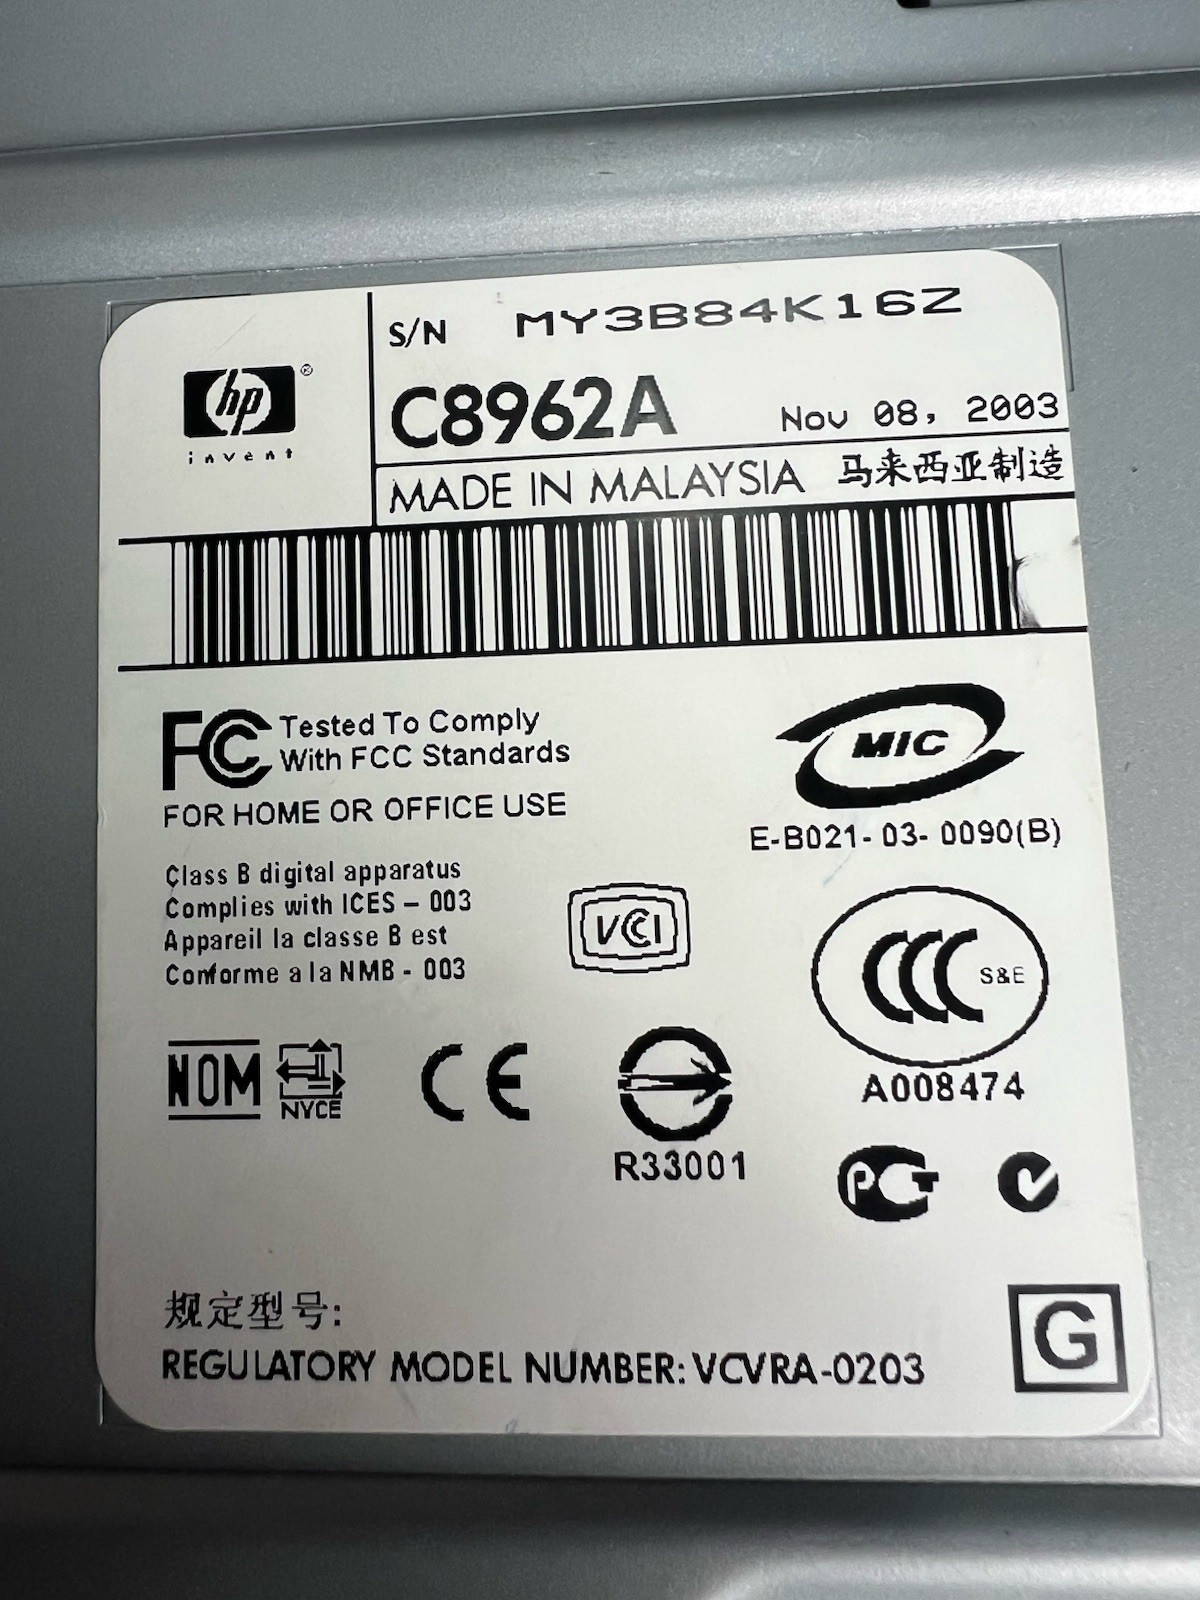 hp ®
invent
S/N MY3B84K16Z
C8962A Nov 08, 2003
MADE IN MALAYSIA 马来西亚制造
FC Tested To Comply
With FCC Standards
FOR HOME OR OFFICE USE
MIC
E-B021-03-0090(B)
Class B digital apparatus
Complies with ICES – 003
Appareil la classe B est
Conforme a la NMB - 003
VCI
CCC S&E
A008474
NOM NYCE CE
R33001
PCT
规定型号:
REGULATORY MODEL NUMBER: VCVRA-0203
G